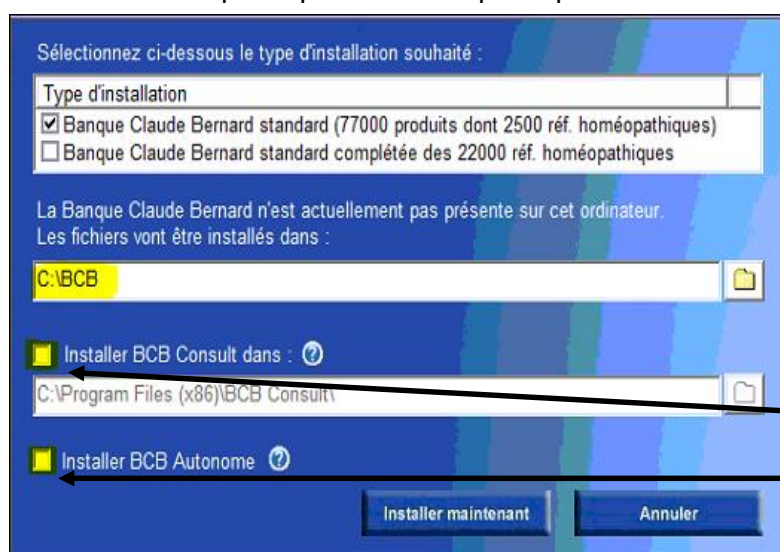 Sélectionnez ci-dessous le type d'installation souhaité :
Type d'installation
Banque Claude Bernard standard (77000 produits dont 2500 réf. homéopathiques)
Banque Claude Bernard standard complétée des 22000 réf. homéopathiques
La Banque Claude Bernard n'est actuellement pas présente sur cet ordinateur.
Les fichiers vont être installés dans :
C:\BCB
Installer BCB Consult dans :
C:\Program Files (x86)\BCB Consult\
Installer BCB Autonome
Installer maintenant
Annuler